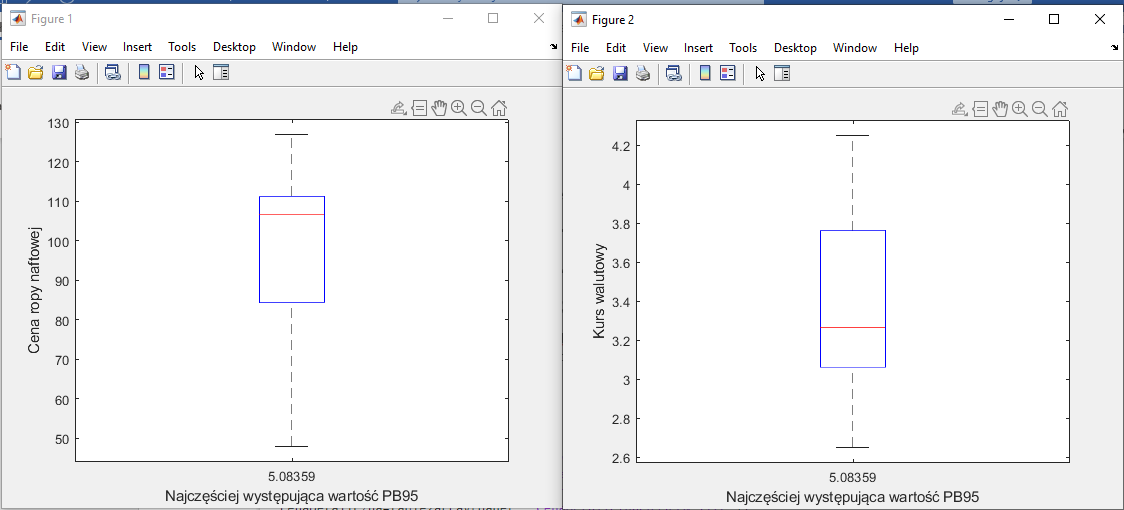 Figure 1
File Edit View Insert Tools Desktop Window Help
130
120
110
100
90
80
70
60
50
Cena ropy naftowej
5.08359
Najczęściej występująca wartość PB95
Figure 2
File Edit View Insert Tools Desktop Window Help
4.2
4
3.8
3.6
3.4
3.2
3
2.8
2.6
Kurs walutowy
5.08359
Najczęściej występująca wartość PB95